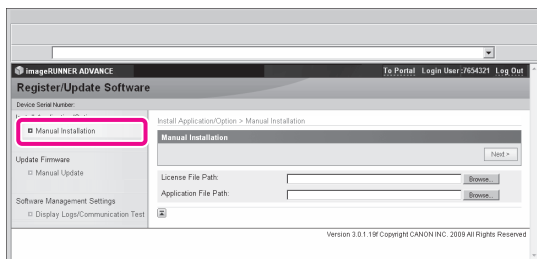 imageRUNNER ADVANCE
To Portal Login User :7654321 Log Out
Register/Update Software
Device Serial Number:
Manual Installation
Update Firmware
Manual Update
Software Management Settings
Display Logs/Communication Test
Install Application/Option > Manual Installation
Manual Installation
Next >
License File Path:
Browse...
Application File Path:
Browse...
Version 3.0.1.19f Copyright CANON INC. 2009 All Rights Reserved